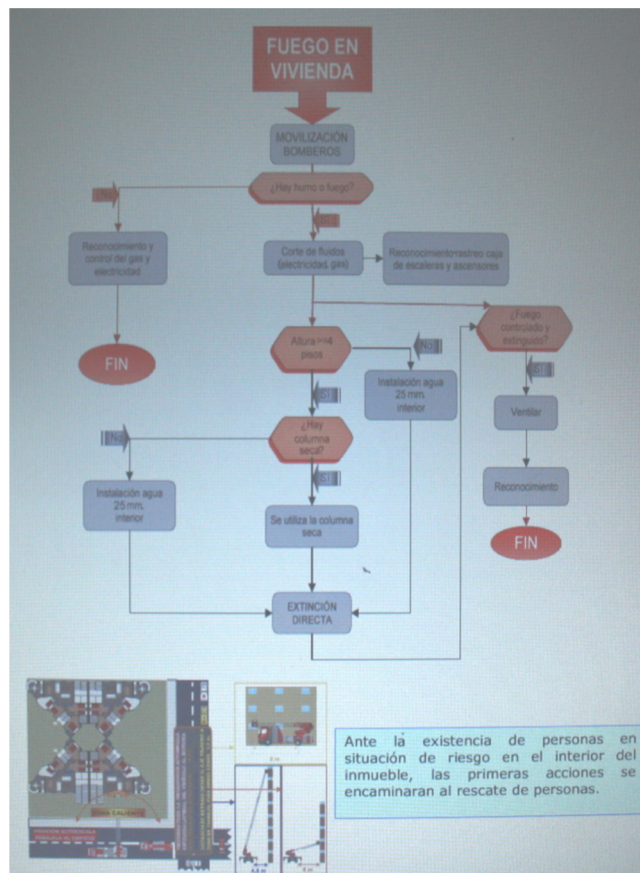 FUEGO EN
VIVIENDA
MOVILIZACIÓN
BOMBEROS
¿Hay humo o fuego?
No
SI
Reconocimiento y
control del gas y
electricidad
Corte de fluidos
(electricidad, gas)
Reconocimiento-rastreo caja
de escaleras y ascensores
¿Fuego
controlado y
extinguido?
FIN
Altura
pisos
No
SI
SI
Instalación agua
25 mm.
interior
Ventilar
¿Hay
columna
seca?
No
SI
Reconocimiento
Instalación agua
25 mm.
interior
Se utiliza la columna
seca
FIN
EXTINCIÓN
DIRECTA
ZONA CALIENTE
Ante la existencia de personas en
situación de riesgo en el interior del
inmueble, las primeras acciones se
encaminaran al rescate de personas.